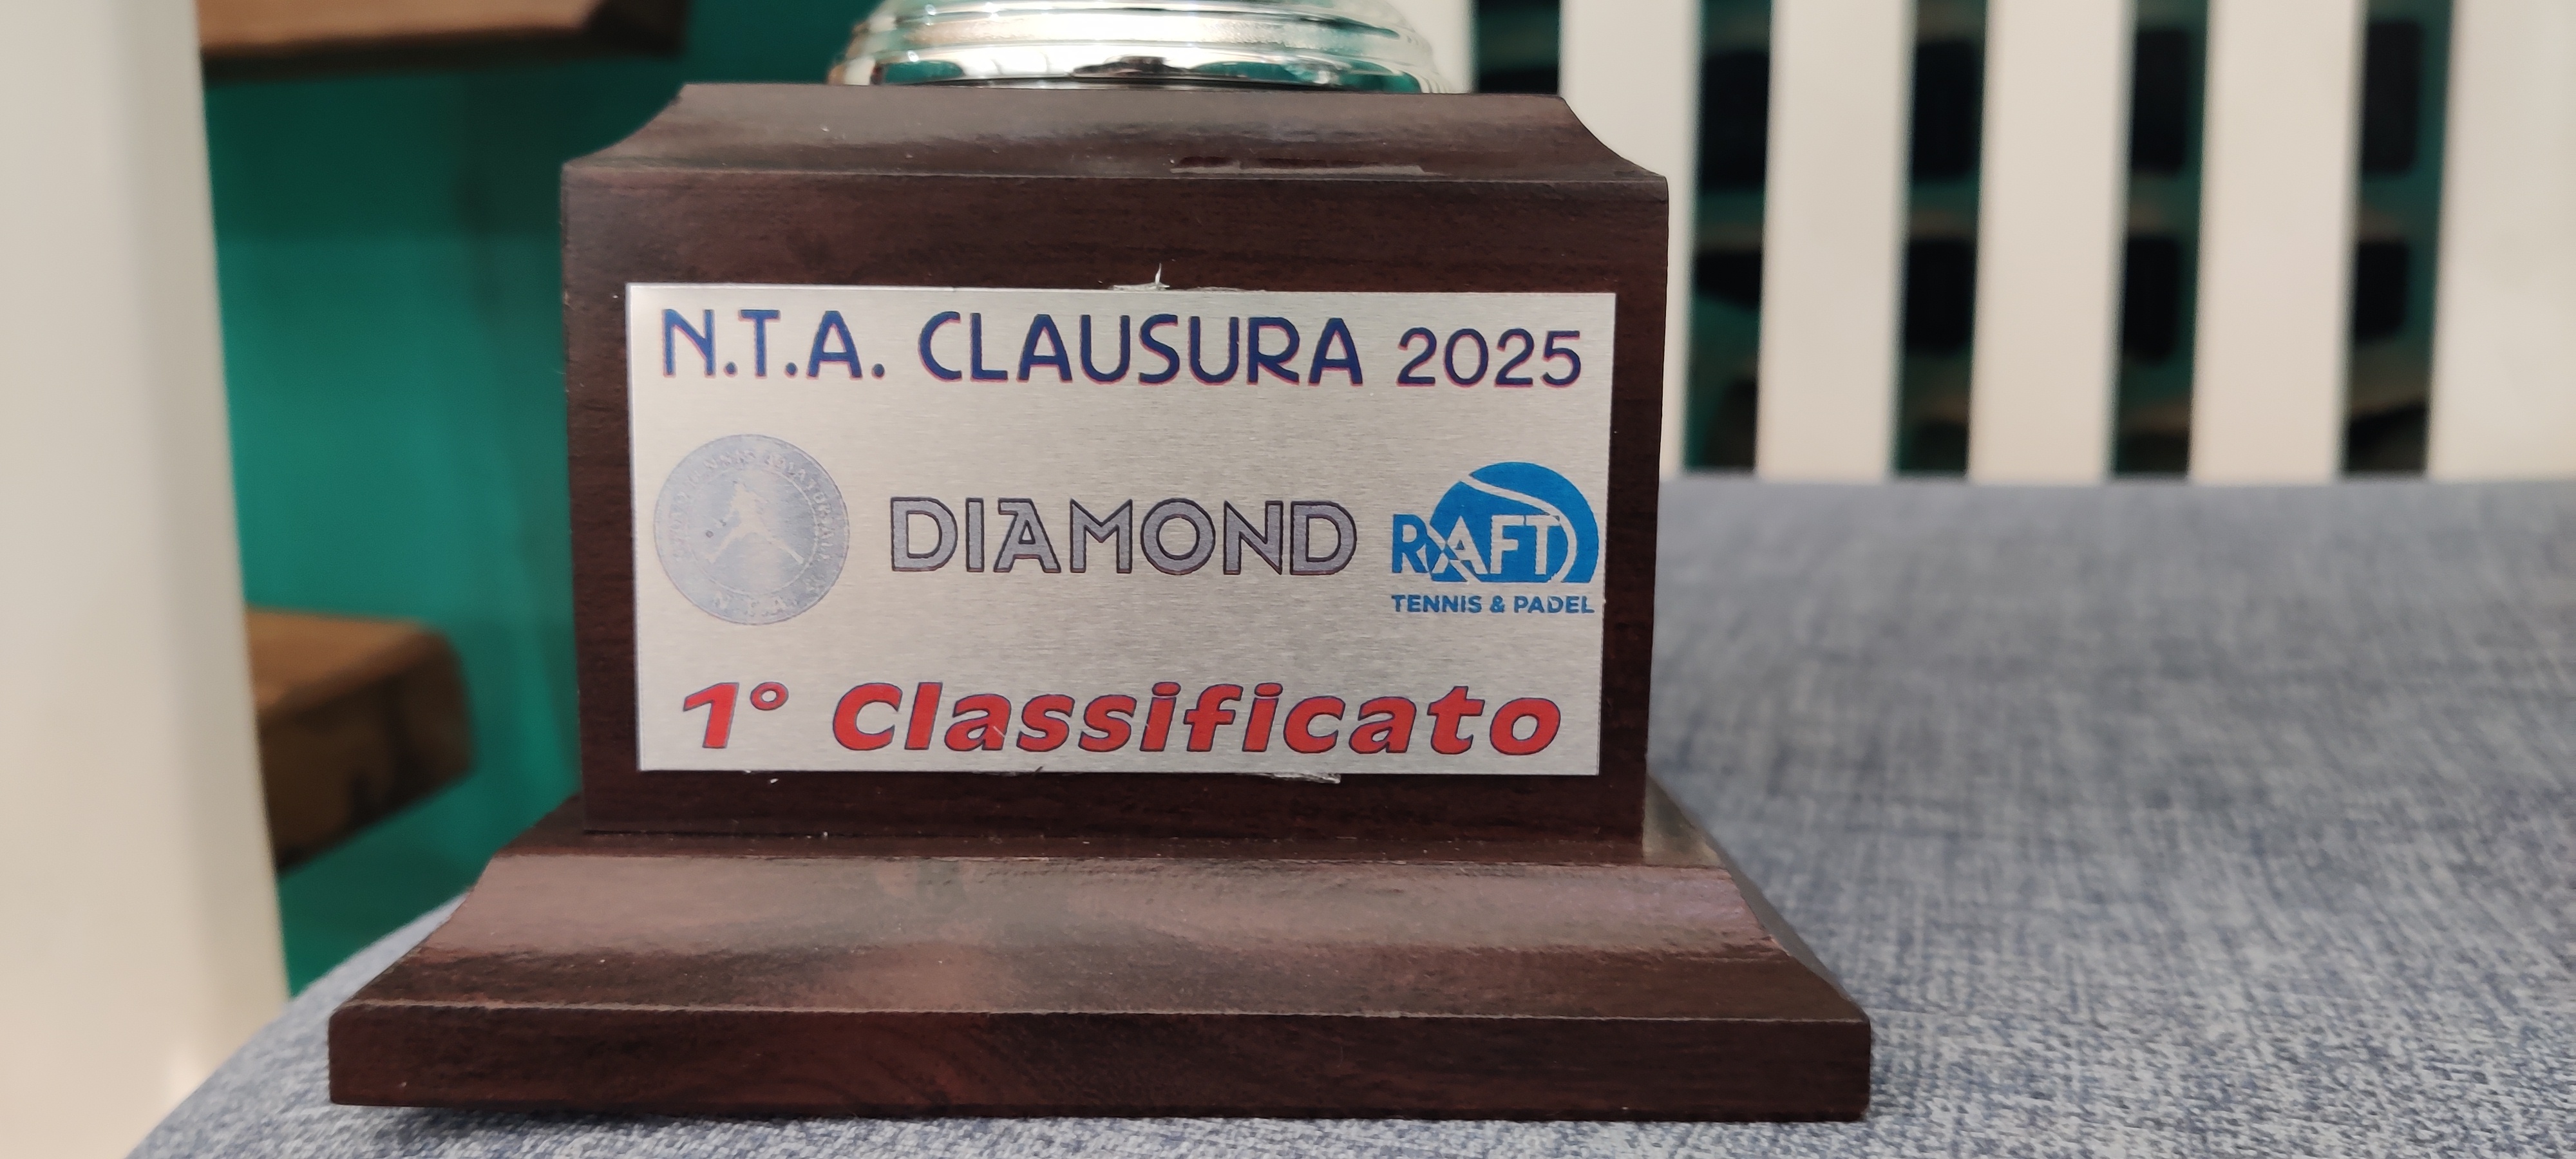 N.T.A. CLAUSURA 2025
N.T.A.
DIAMOND
RAFT
TENNIS & PADEL
1° Classificato